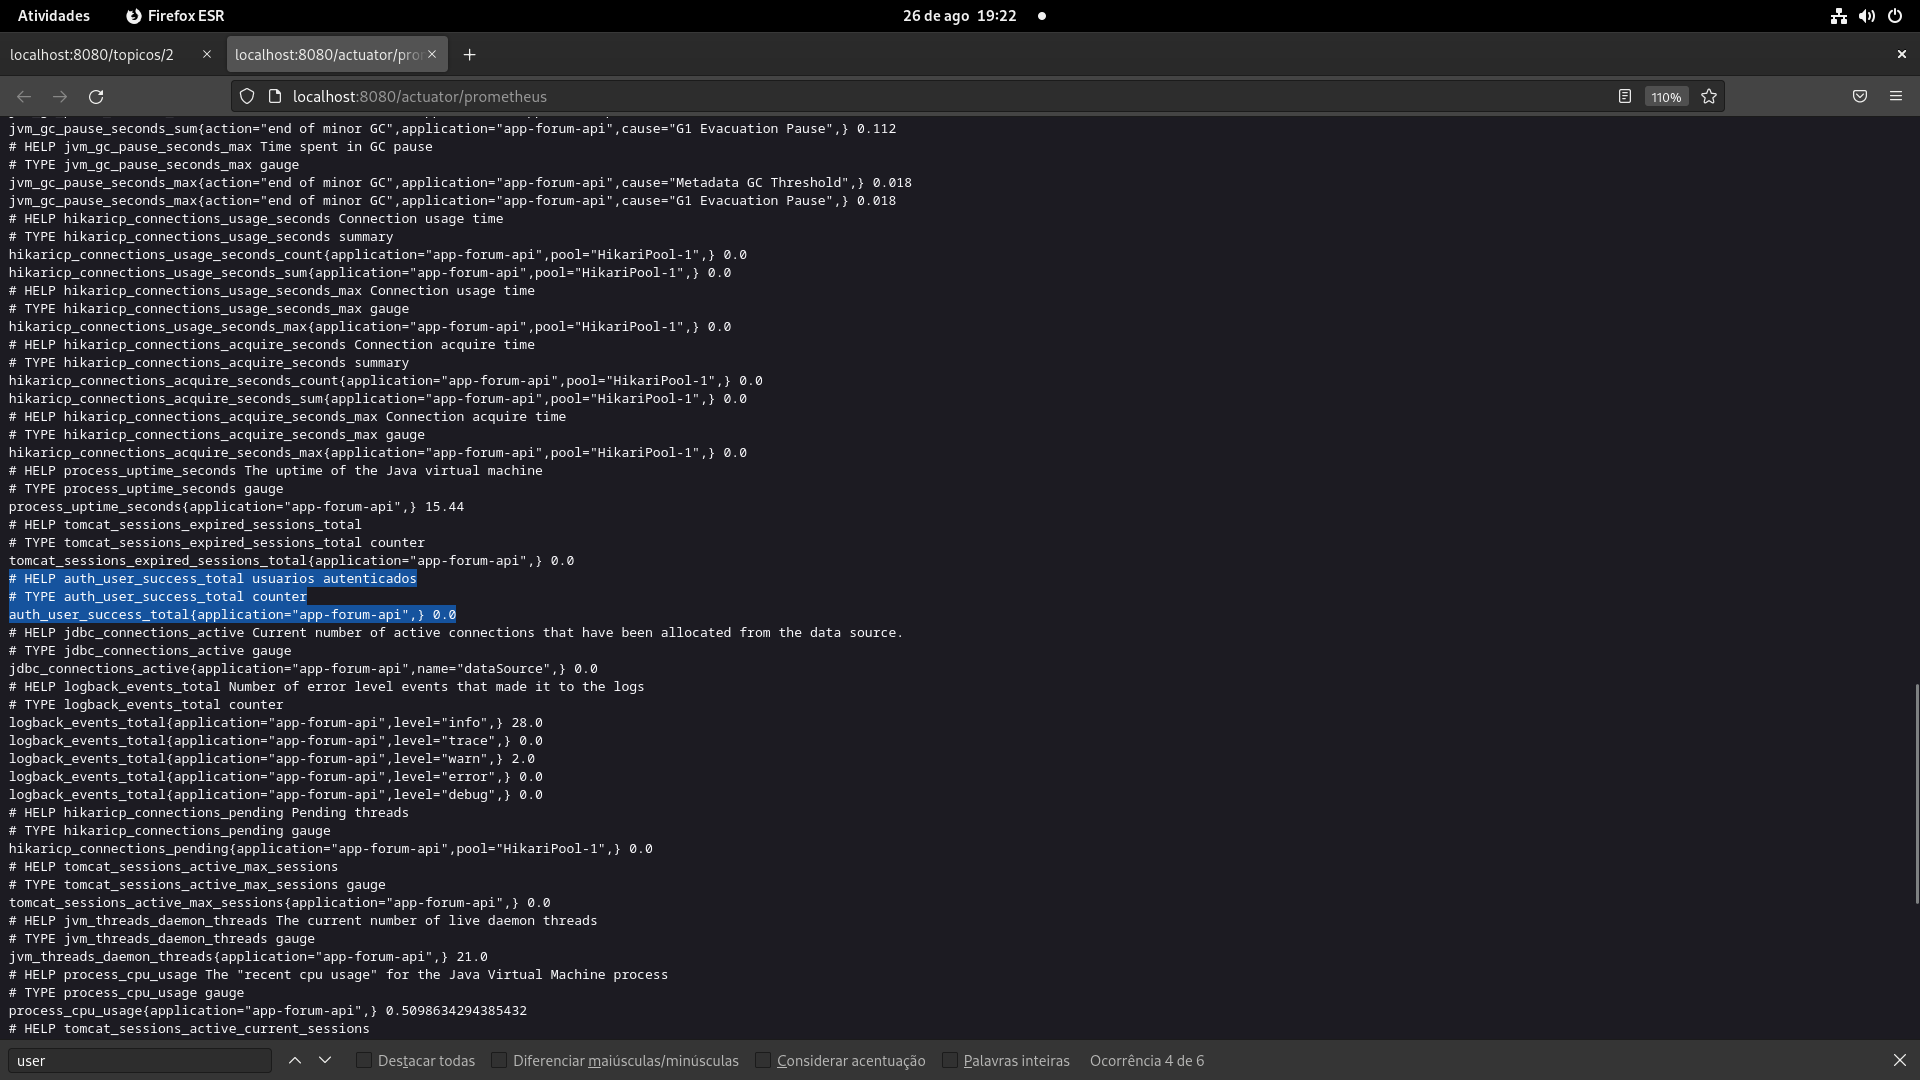 Atividades
Firefox ESR
26 de ago 19:22
localhost:8080/topicos/2
localhost:8080/actuator/pro
localhost:8080/actuator/prometheus
110%
jvm_gc_pause_seconds_sum{action="end of minor GC",application="app-forum-api",cause="G1 Evacuation Pause",} 0.112
# HELP jvm_gc_pause_seconds_max Time spent in GC pause
# TYPE jvm_gc_pause_seconds_max gauge
jvm_gc_pause_seconds_max{action="end of minor GC",application="app-forum-api",cause="Metadata GC Threshold",} 0.018
jvm_gc_pause_seconds_max{action="end of minor GC",application="app-forum-api",cause="G1 Evacuation Pause",} 0.018
# HELP hikaricp_connections_usage_seconds Connection usage time
# TYPE hikaricp_connections_usage_seconds summary
hikaricp_connections_usage_seconds_count{application="app-forum-api",pool="HikariPool-1",} 0.0
hikaricp_connections_usage_seconds_sum{application="app-forum-api",pool="HikariPool-1",} 0.0
# HELP hikaricp_connections_usage_seconds_max Connection usage time
# TYPE hikaricp_connections_usage_seconds_max gauge
hikaricp_connections_usage_seconds_max{application="app-forum-api",pool="HikariPool-1",} 0.0
# HELP hikaricp_connections_acquire_seconds Connection acquire time
# TYPE hikaricp_connections_acquire_seconds summary
hikaricp_connections_acquire_seconds_count{application="app-forum-api",pool="HikariPool-1",} 0.0
hikaricp_connections_acquire_seconds_sum{application="app-forum-api",pool="HikariPool-1",} 0.0
# HELP hikaricp_connections_acquire_seconds_max Connection acquire time
# TYPE hikaricp_connections_acquire_seconds_max gauge
hikaricp_connections_acquire_seconds_max{application="app-forum-api",pool="HikariPool-1",} 0.0
# HELP process_uptime_seconds The uptime of the Java virtual machine
# TYPE process_uptime_seconds gauge
process_uptime_seconds{application="app-forum-api",} 15.44
# HELP tomcat_sessions_expired_sessions_total
# TYPE tomcat_sessions_expired_sessions_total counter
tomcat_sessions_expired_sessions_total{application="app-forum-api",} 0.0
# HELP auth_user_success_total usuarios autenticados
# TYPE auth_user_success_total counter
auth_user_success_total{application="app-forum-api",} 0.0
# HELP jdbc_connections_active Current number of active connections that have been allocated from the data source.
# TYPE jdbc_connections_active gauge
jdbc_connections_active{application="app-forum-api",name="dataSource",} 0.0
# HELP logback_events_total Number of error level events that made it to the logs
# TYPE logback_events_total counter
logback_events_total{application="app-forum-api",level="info",} 28.0
logback_events_total{application="app-forum-api",level="trace",} 0.0
logback_events_total{application="app-forum-api",level="warn",} 2.0
logback_events_total{application="app-forum-api",level="error",} 0.0
logback_events_total{application="app-forum-api",level="debug",} 0.0
# HELP hikaricp_connections_pending Pending threads
# TYPE hikaricp_connections_pending gauge
hikaricp_connections_pending{application="app-forum-api",pool="HikariPool-1",} 0.0
# HELP tomcat_sessions_active_max_sessions
# TYPE tomcat_sessions_active_max_sessions gauge
tomcat_sessions_active_max_sessions{application="app-forum-api",} 0.0
# HELP jvm_threads_daemon_threads The current number of live daemon threads
# TYPE jvm_threads_daemon_threads gauge
jvm_threads_daemon_threads{application="app-forum-api",} 21.0
# HELP process_cpu_usage The "recent cpu usage" for the Java Virtual Machine process
# TYPE process_cpu_usage gauge
process_cpu_usage{application="app-forum-api",} 0.5098634294385432
# HELP tomcat_sessions_active_current_sessions
user
Destacar todas
Diferenciar maiúsculas/minúsculas
Considerar acentuação
Palavras inteiras
Ocorrência 4 de 6